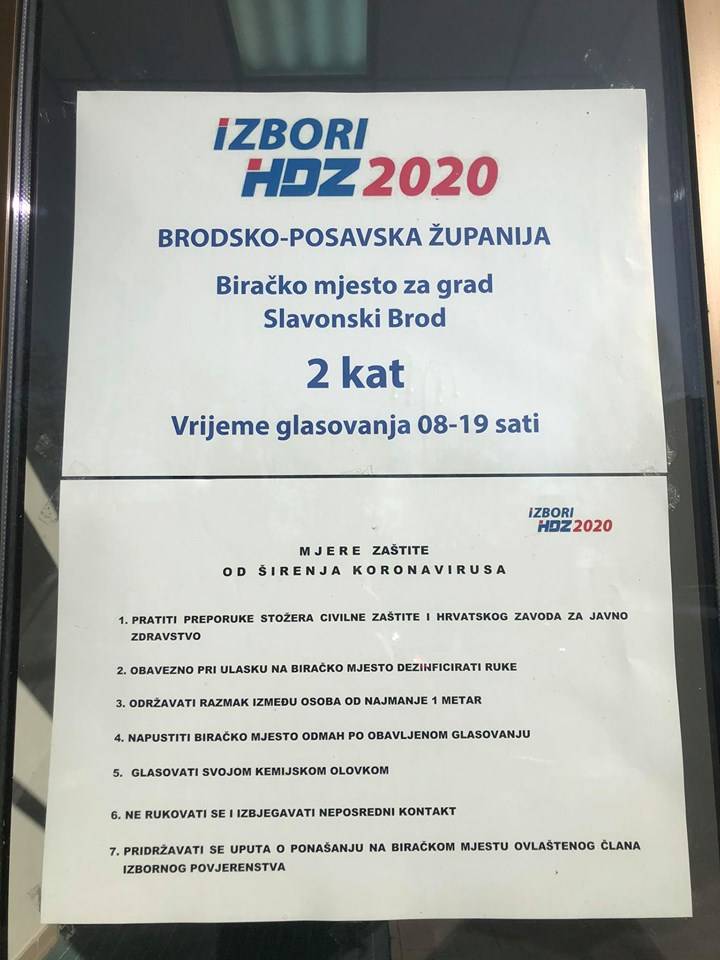 iZBORI
HDZ 2020
BRODSKO-POSAVSKA ŽUPANIJA
Biračko mjesto za grad
Slavonski Brod
2 kat
Vrijeme glasovanja 08-19 sati
iZBORI
HDZ 2020
MJERE ZAŠTITE
OD ŠIRENJA KORONAVIRUSA
1. PRATITI PREPORUKE STOŽERA CIVILNE ZAŠTITE I HRVATSKOG ZAVODA ZA JAVNO
ZDRAVSTVO
2. OBAVEZNO PRI ULASKU NA BIRAČKO MJESTO DEZINFICIRATI RUKE
3. ODRŽAVATI RAZMAK IZMEĐU OSOBA OD NAJMANJE 1 METAR
4. NAPUSTITI BIRAČKO MJESTO ODMAH PO OBAVLJENOM GLASOVANJU
5. GLASOVATI SVOJOM KEMIJSKOM OLOVKOM
6. NE RUKOVATI SE I IZBJEGAVATI NEPOSREDNI KONTAKT
7. PRIDRŽAVATI SE UPUTA O PONAŠANJU NA BIRAČKOM MJESTU OVLAŠTENOG ČLANA
IZBORNOG POVJERENSTVA